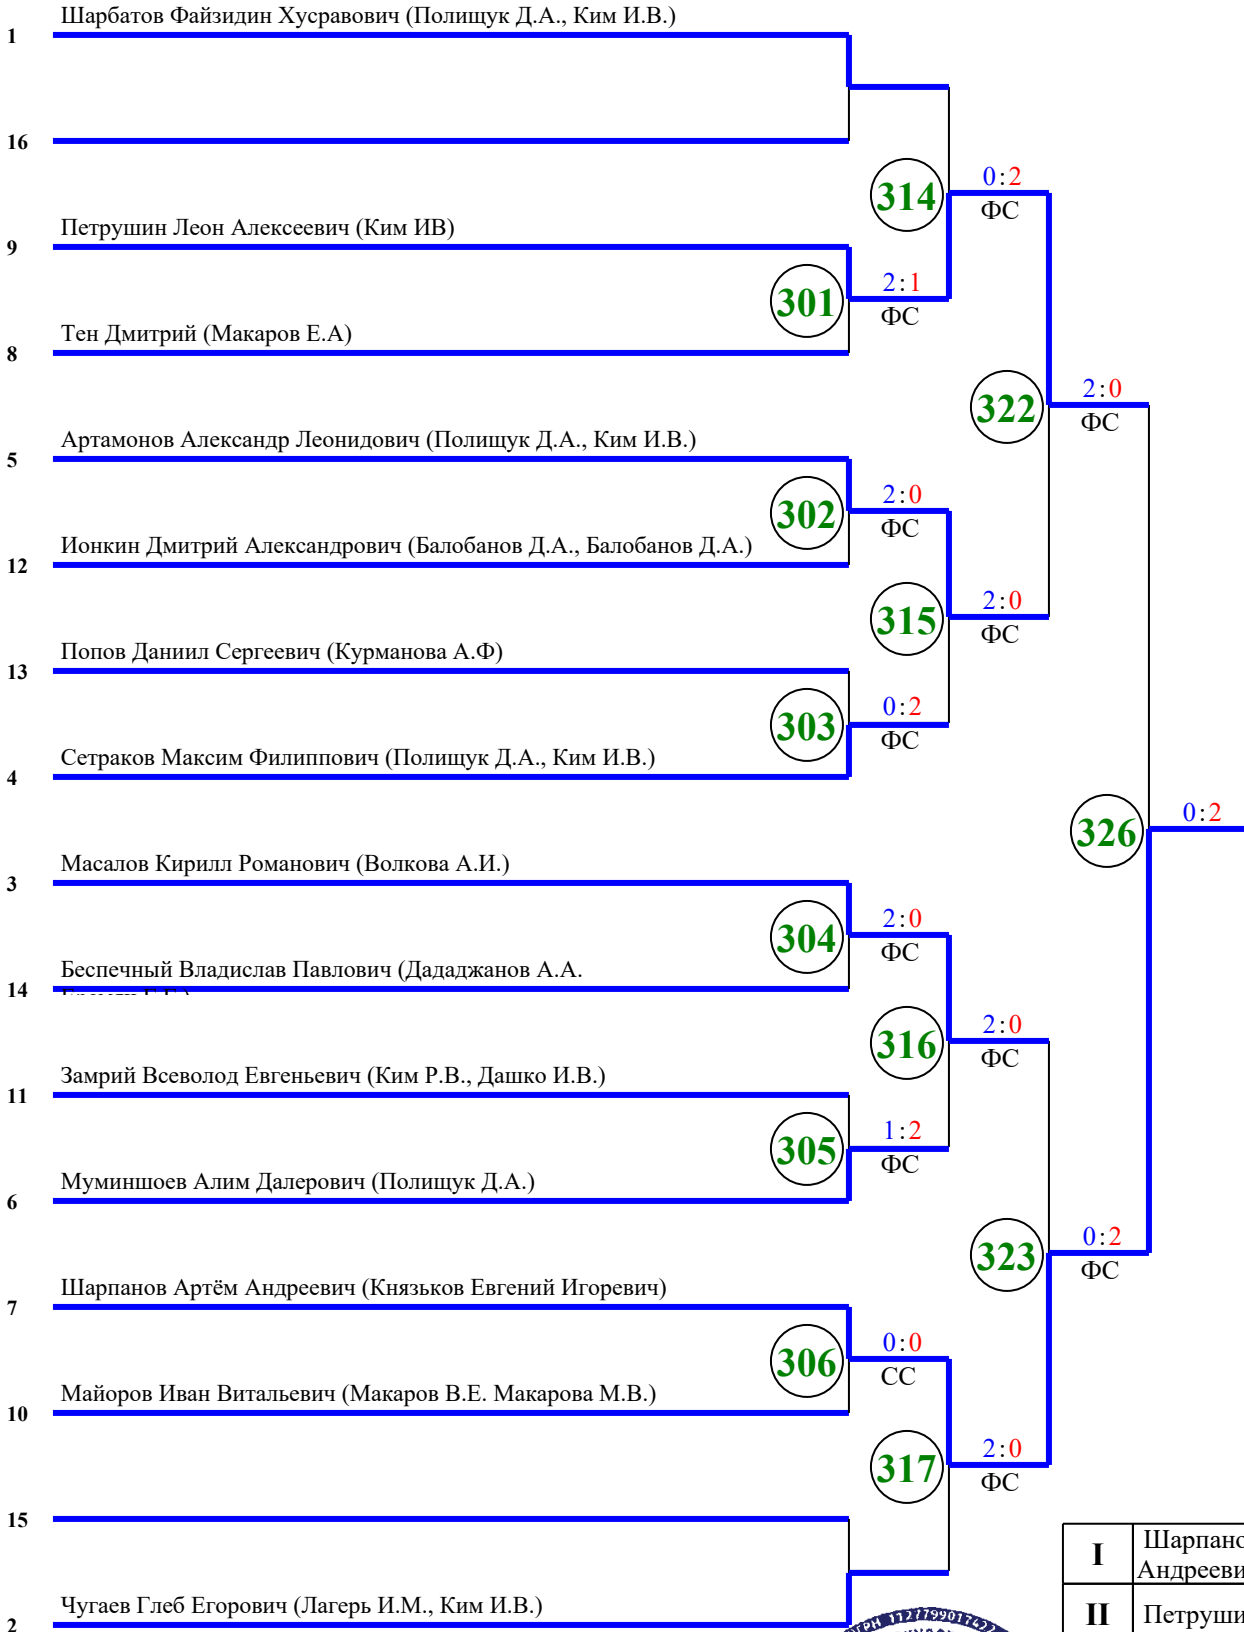 Шарбатов Файзидин Хусравович (Полищук Д.А., Ким И.В.)
1
16
314
0:2
ФС
Петрушин Леон Алексеевич (Ким ИВ)
9
301
2:1
ФС
Тен Дмитрий (Макаров Е.А)
8
322
2:0
ФС
Артамонов Александр Леонидович (Полищук Д.А., Ким И.В.)
5
302
2:0
ФС
Ионкин Дмитрий Александрович (Балобанов Д.А., Балобанов Д.А.)
12
315
2:0
ФС
Попов Даниил Сергеевич (Курманова А.Ф)
13
303
0:2
ФС
Сетраков Максим Филиппович (Полищук Д.А., Ким И.В.)
4
326
0:2
Масалов Кирилл Романович (Волкова А.И.)
3
304
2:0
ФС
Беспечный Владислав Павлович (Дададжанов А.А.
14
316
2:0
ФС
Замрий Всеволод Евгеньевич (Ким Р.В., Дашко И.В.)
11
305
1:2
ФС
Муминшоев Алим Далерович (Полищук Д.А.)
6
323
0:2
ФС
Шарпанов Артём Андреевич (Князьков Евгений Игоревич)
7
306
0:0
СС
Майоров Иван Витальевич (Макаров В.Е. Макарова М.В.)
10
317
2:0
ФС
15
I
Шарпано
Андрееви
Чугаев Глеб Егорович (Лагерь И.М., Ким И.В.)
2
II
Петруши